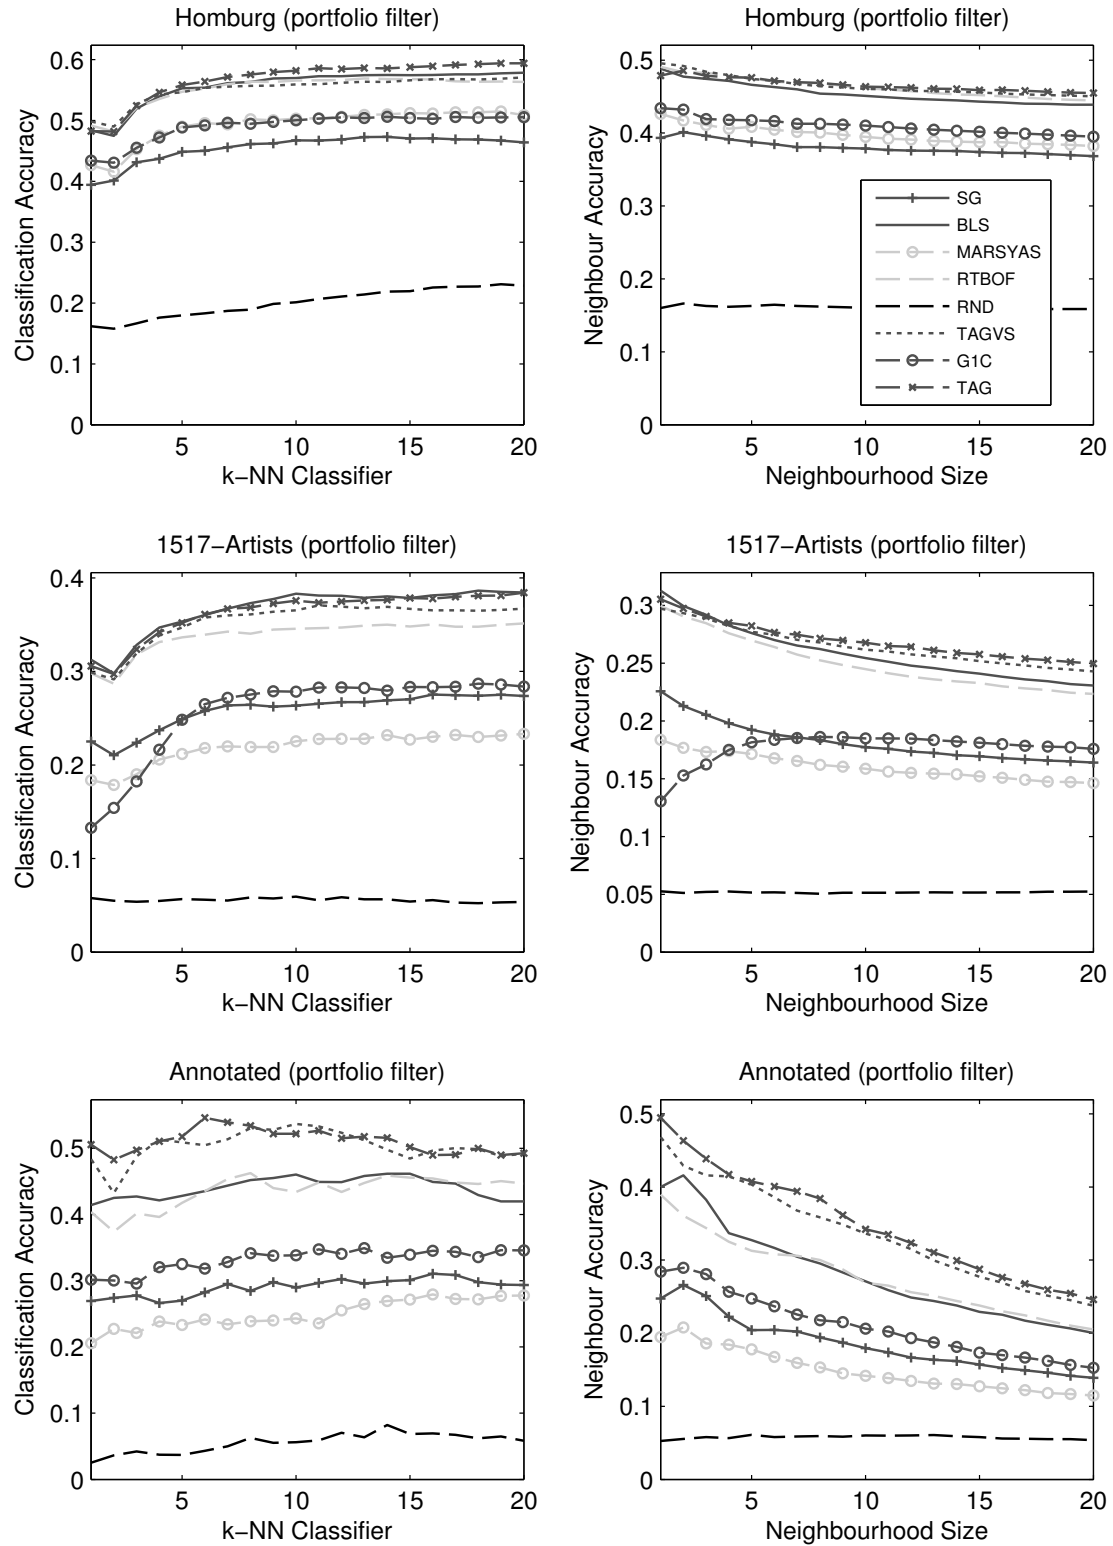 Homburg (portfolio filter)
Classification Accuracy
0.6
0.5
0.4
0.3
0.2
0.1
0
5
10
15
20
k−NN Classifier
Homburg (portfolio filter)
Neighbour Accuracy
0.5
0.4
0.3
0.2
0.1
0
5
10
15
20
Neighbourhood Size
SG
BLS
MARSYAS
RTBOF
RND
TAGVS
G1C
TAG
1517−Artists (portfolio filter)
Classification Accuracy
0.4
0.3
0.2
0.1
0
5
10
15
20
k−NN Classifier
1517−Artists (portfolio filter)
Neighbour Accuracy
0.3
0.25
0.2
0.15
0.1
0.05
0
5
10
15
20
Neighbourhood Size
Annotated (portfolio filter)
Classification Accuracy
0.5
0.4
0.3
0.2
0.1
0
5
10
15
20
k−NN Classifier
Annotated (portfolio filter)
Neighbour Accuracy
0.5
0.4
0.3
0.2
0.1
0
5
10
15
20
Neighbourhood Size